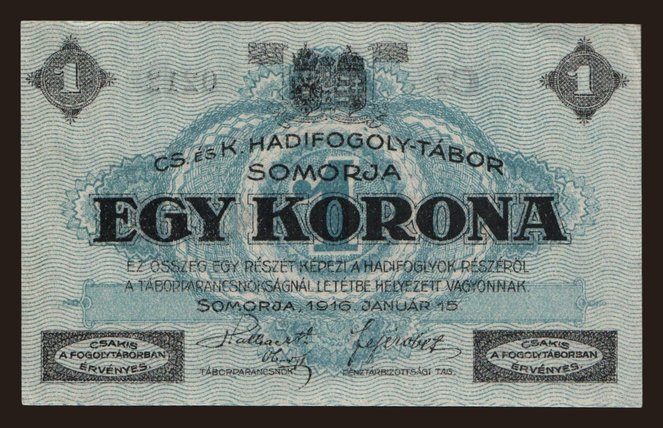 1 1
CS. ÉS K. HADIFOGOLY-TÁBOR
SOMORJA
1
EGY KORONA
EZ ÖSSZEG EGY RÉSZÉT KÉPEZI A HADIFOGLYOK RÉSZÉRŐL
A TÁBORPARANCSNOKSÁGNÁL LETÉTBE HELYEZETT VAGYONNAK.
SOMORJA, 1916. JANUÁR 15
CSAKIS
A FOGOLYTÁBORBAN
ÉRVÉNYES.
TÁBORPARANCSNOK
PÉNZTÁRBIZOTTSÁGI TAG.
CSAKIS
A FOGOLYTÁBORBAN
ÉRVÉNYES.